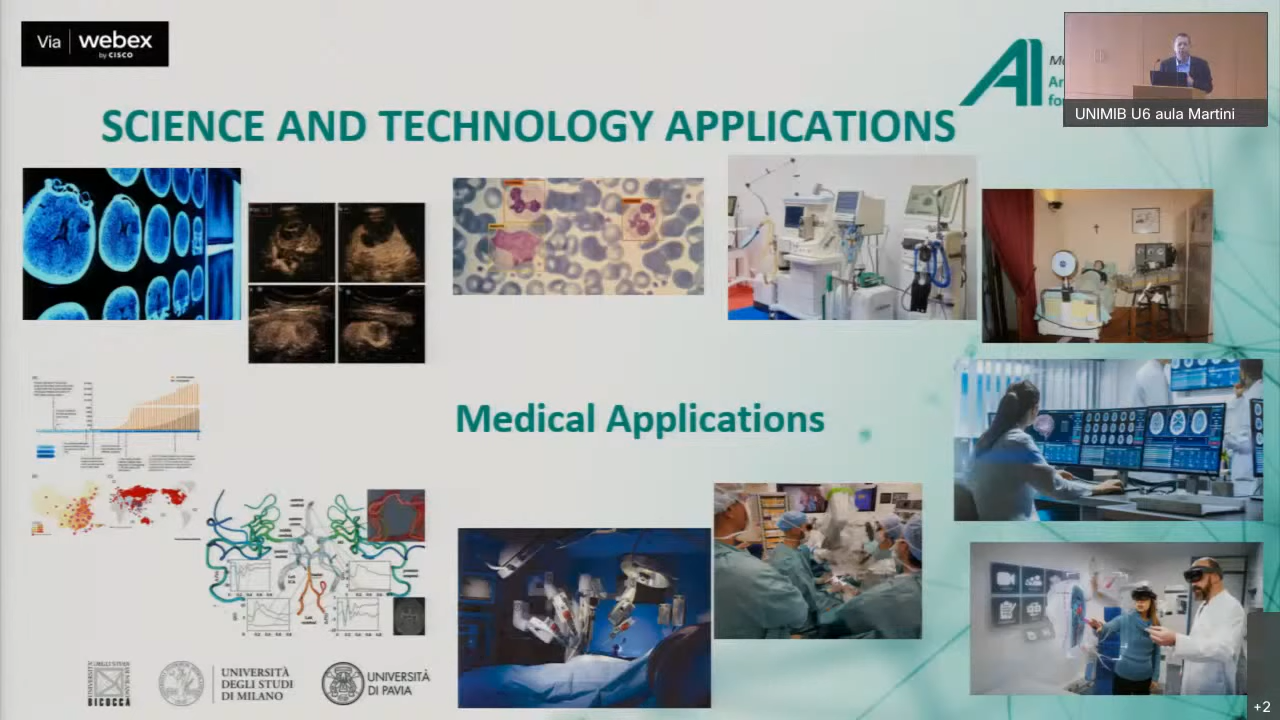 Via | webex
by CISCO
AI
UNIMIB U6 aula Martini
SCIENCE AND TECHNOLOGY APPLICATIONS
Medical Applications
BICOCCA
UNIVERSITÀ
DEGLI STUDI
DI MILANO
UNIVERSITÀ
DI PAVIA
+2